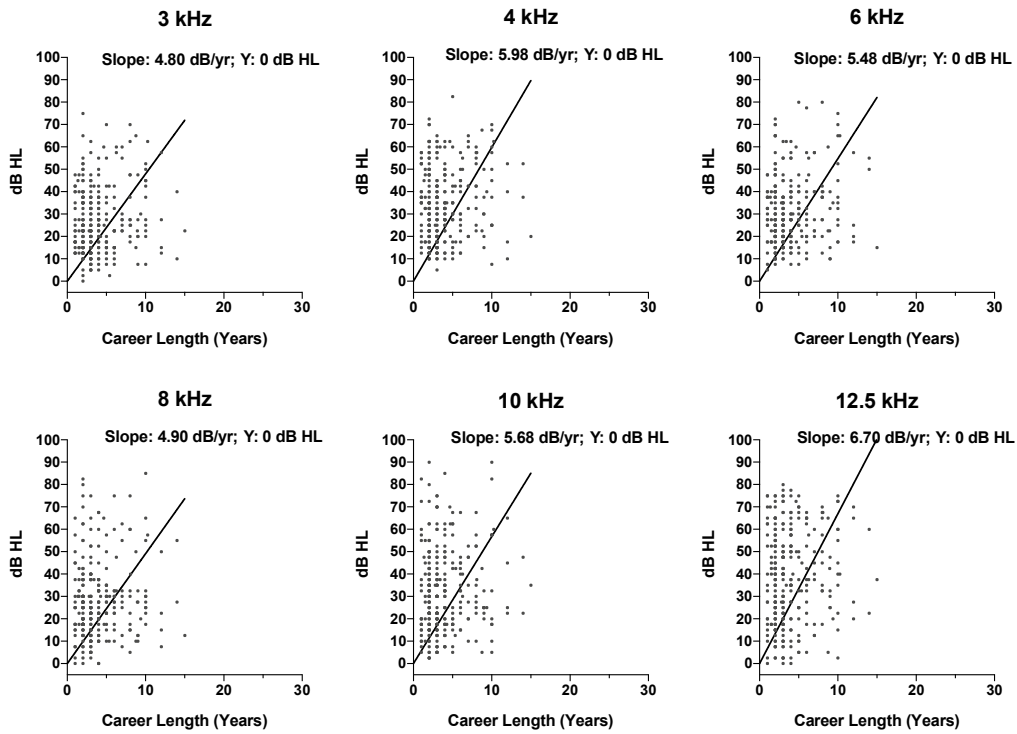 3 kHz
Slope: 4.80 dB/yr; Y: 0 dB HL
100
90
80
70
60
50
40
30
20
10
0
dB HL
0 10 20 30
Career Length (Years)
4 kHz
Slope: 5.98 dB/yr; Y: 0 dB HL
100
90
80
70
60
50
40
30
20
10
0
dB HL
0 10 20 30
Career Length (Years)
6 kHz
Slope: 5.48 dB/yr; Y: 0 dB HL
100
90
80
70
60
50
40
30
20
10
0
dB HL
0 10 20 30
Career Length (Years)
8 kHz
Slope: 4.90 dB/yr; Y: 0 dB HL
100
90
80
70
60
50
40
30
20
10
0
dB HL
0 10 20 30
Career Length (Years)
10 kHz
Slope: 5.68 dB/yr; Y: 0 dB HL
100
90
80
70
60
50
40
30
20
10
0
dB HL
0 10 20 30
Career Length (Years)
12.5 kHz
Slope: 6.70 dB/yr; Y: 0 dB HL
100
90
80
70
60
50
40
30
20
10
0
dB HL
0 10 20 30
Career Length (Years)